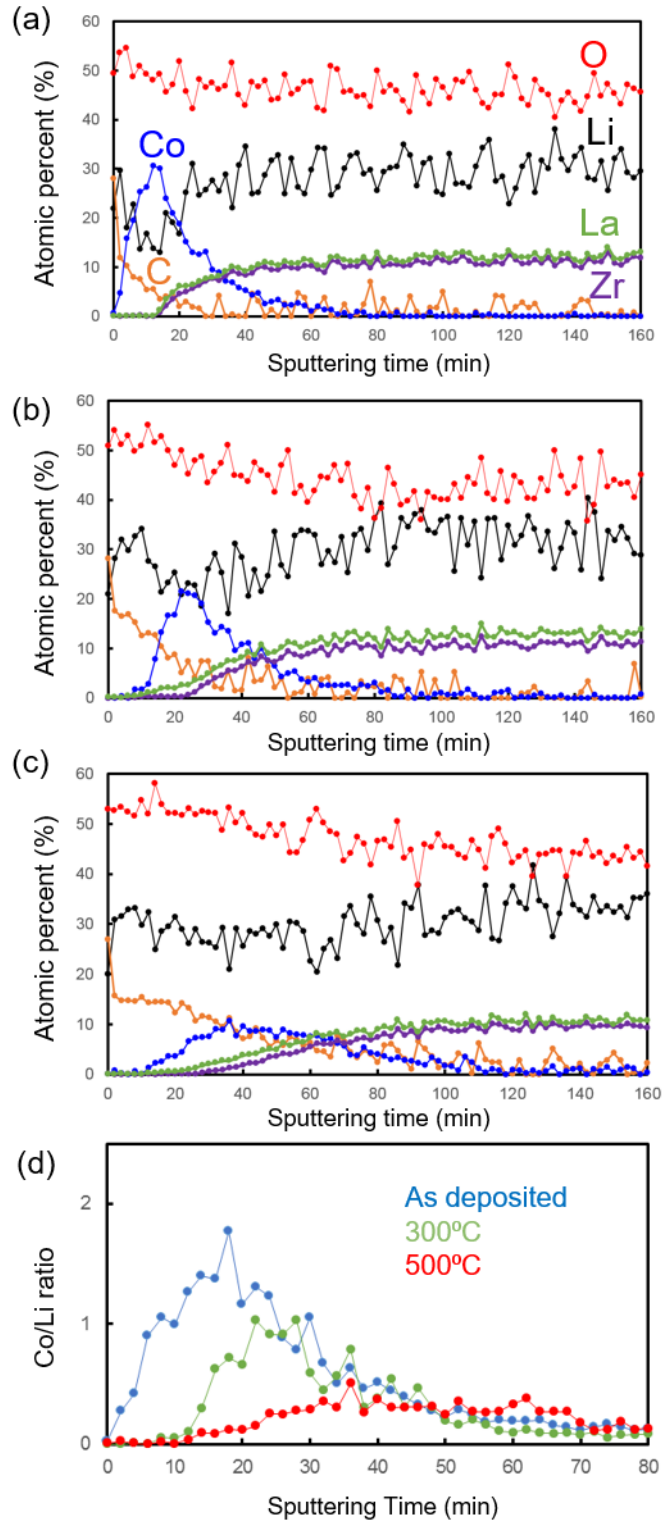 (a)
60
50
40
30
20
10
0
Atomic percent (%)
O
Co
Li
C
La
Zr
0 20 40 60 80 100 120 140 160
Sputtering time (min)
(b)
60
50
40
30
20
10
0
Atomic percent (%)
0 20 40 60 80 100 120 140 160
Sputtering time (min)
(c)
60
50
40
30
20
10
0
Atomic percent (%)
0 20 40 60 80 100 120 140 160
Sputtering time (min)
(d)
2
1
0
Co/Li ratio
As deposited
300ºC
500ºC
0 10 20 30 40 50 60 70 80
Sputtering Time (min)